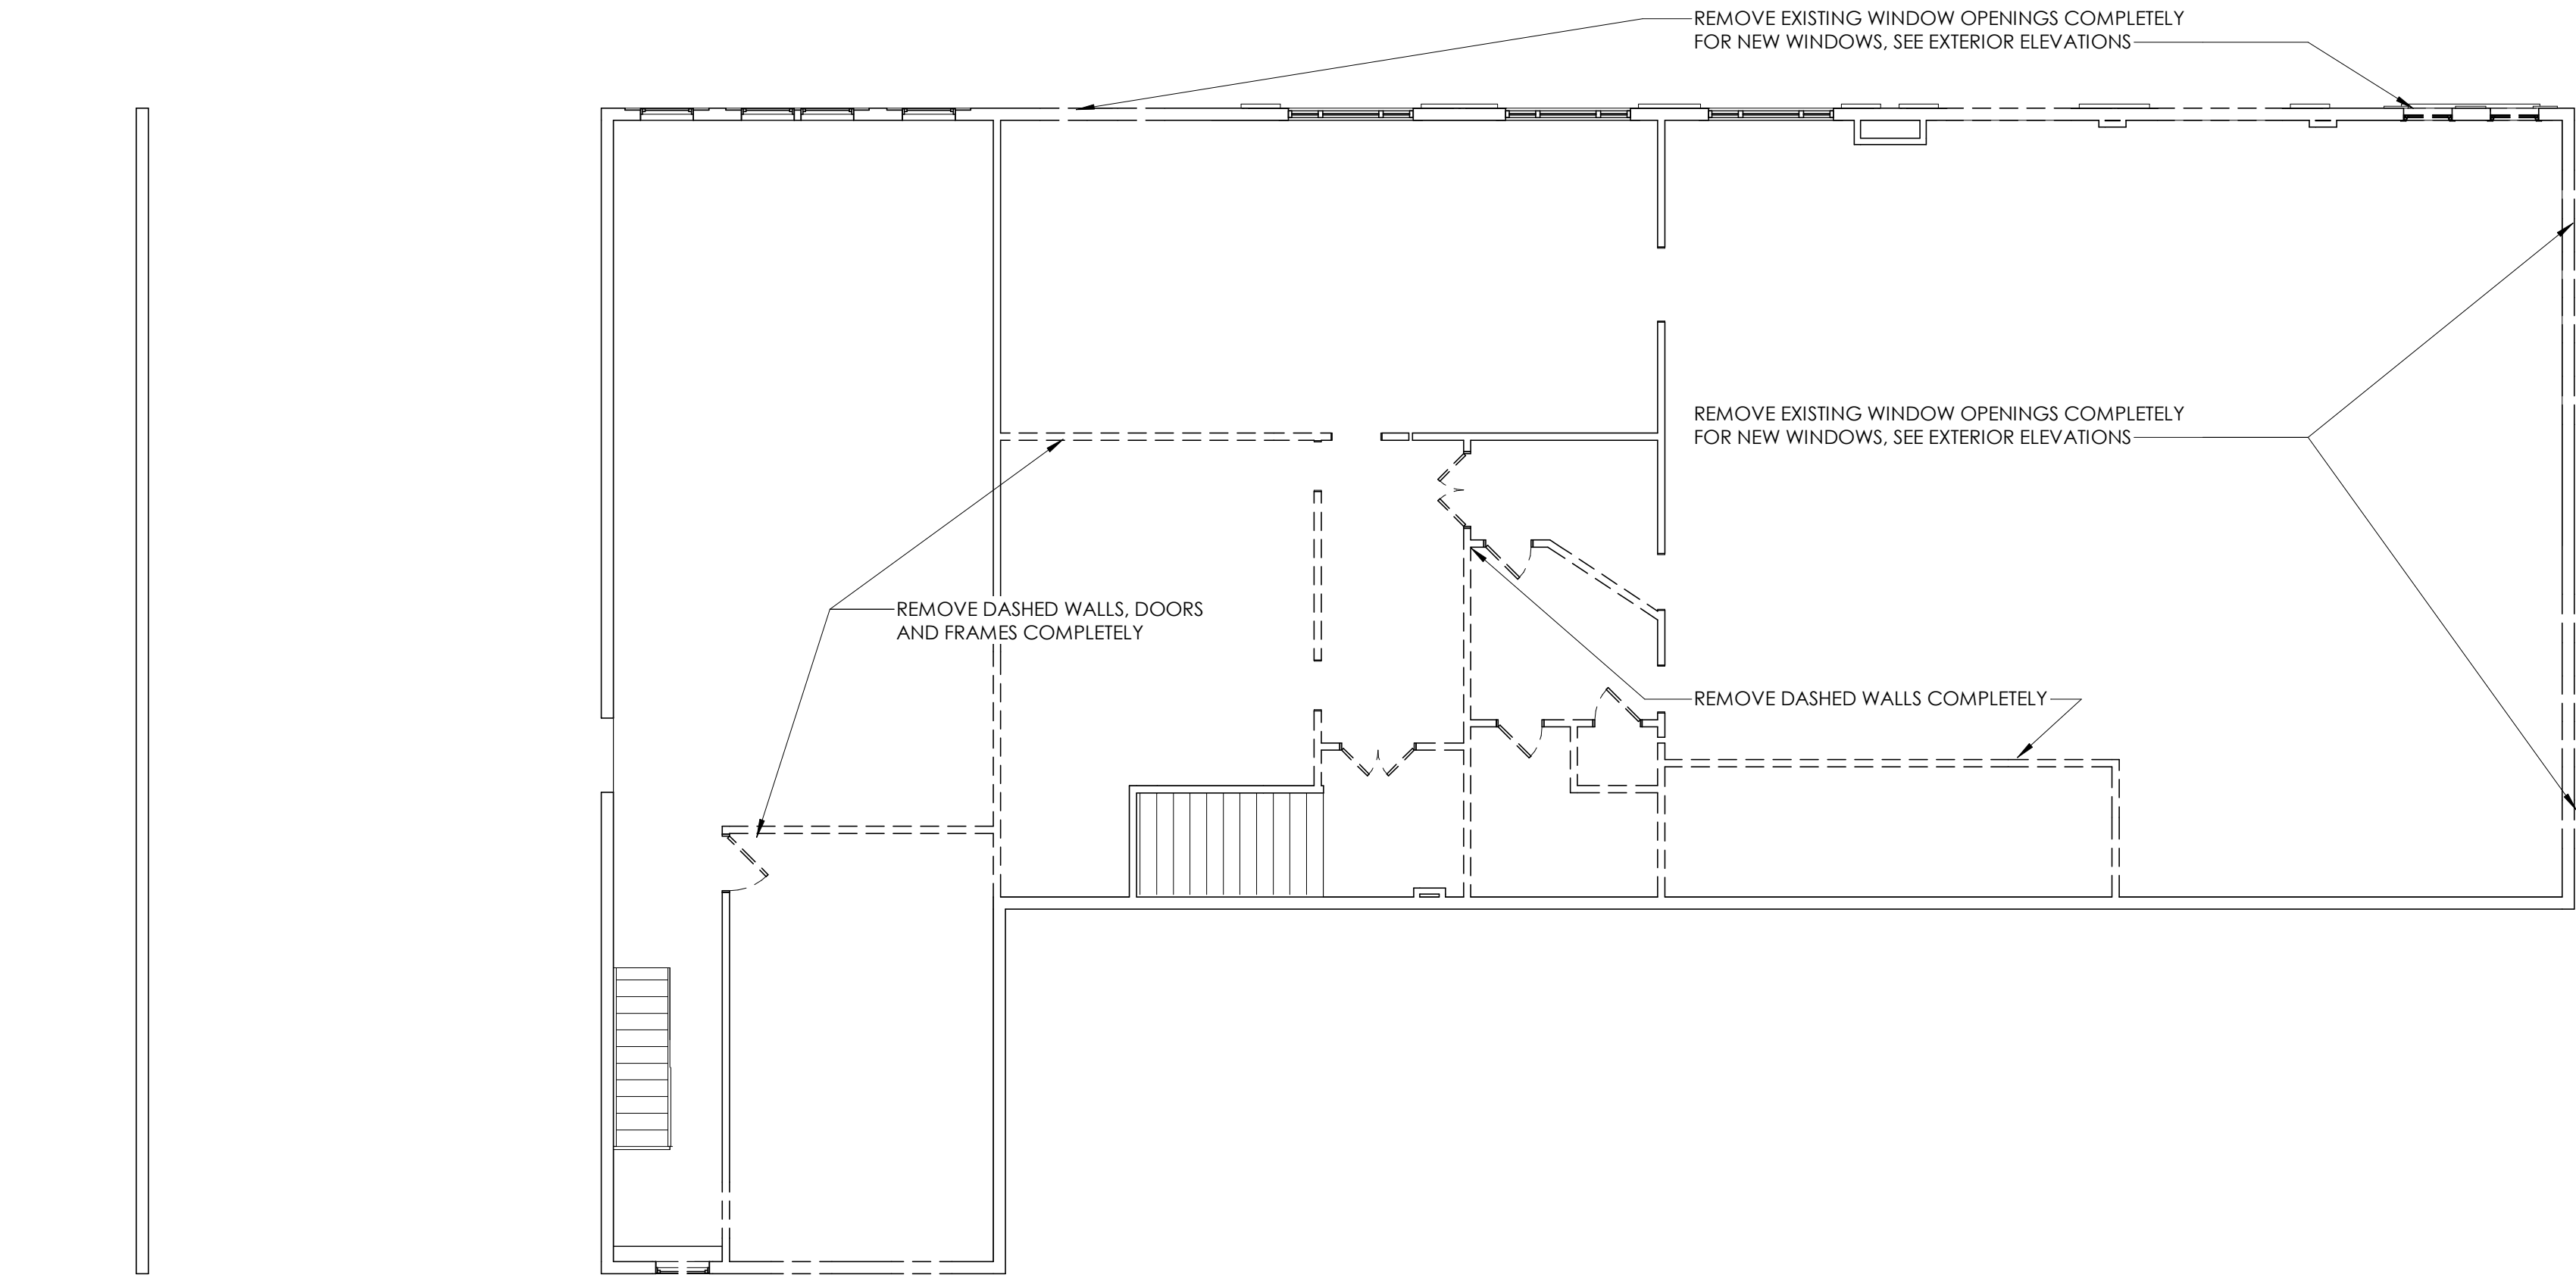 REMOVE EXISTING WINDOW OPENINGS COMPLETELY
FOR NEW WINDOWS, SEE EXTERIOR ELEVATIONS
REMOVE EXISTING WINDOW OPENINGS COMPLETELY
FOR NEW WINDOWS, SEE EXTERIOR ELEVATIONS
REMOVE DASHED WALLS, DOORS
AND FRAMES COMPLETELY
REMOVE DASHED WALLS COMPLETELY